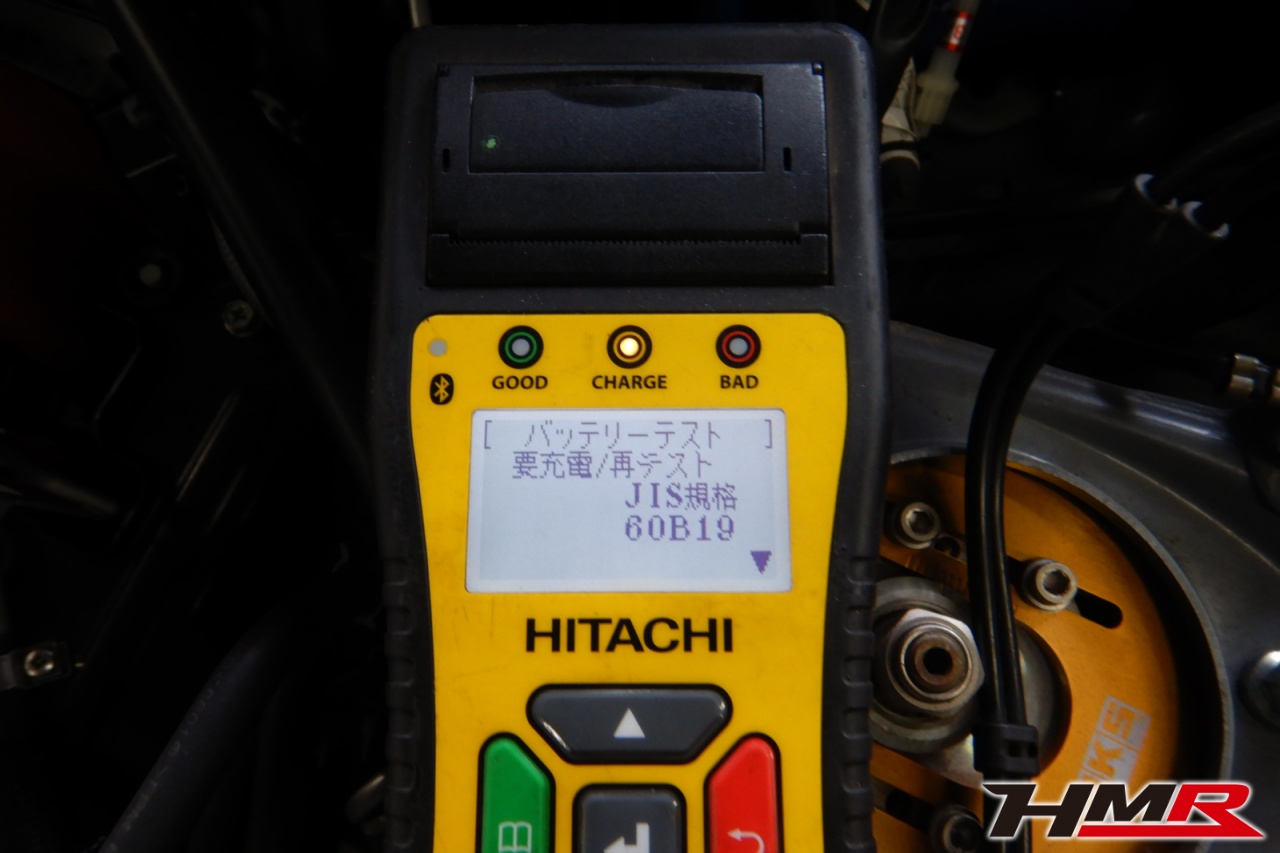 GOOD CHARGE BAD
[ バッテリーテスト ]
要充電/再テスト
JIS規格
60B19
HITACHI
HKS
HMR